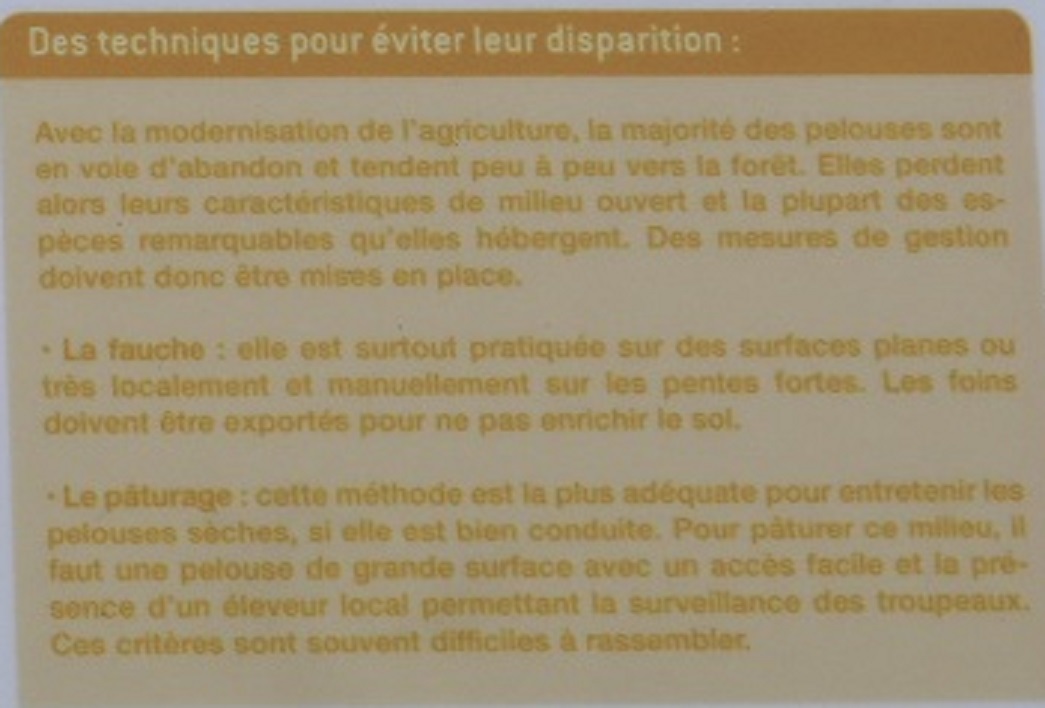 Des techniques pour éviter leur disparition :
Avec la modernisation de l'agriculture, la majorité des pelouses sont
en voie d'abandon et tendent peu à peu vers la forêt. Elles perdent
alors leurs caractéristiques de milieu ouvert et la plupart des es-
pèces remarquables qu'elles hébergent. Des mesures de gestion
doivent donc être mises en place.
• La fauche : elle est surtout pratiquée sur des surfaces planes ou
très localement et manuellement sur les pentes fortes. Les foins
doivent être exportés pour ne pas enrichir le sol.
• Le pâturage : cette méthode est la plus adéquate pour entretenir les
pelouses sèches, si elle est bien conduite. Pour pâturer ce milieu, il
faut une pelouse de grande surface avec un accès facile et la pré-
sence d'un éleveur local permettant la surveillance des troupeaux.
Ces critères sont souvent difficiles à rassembler.